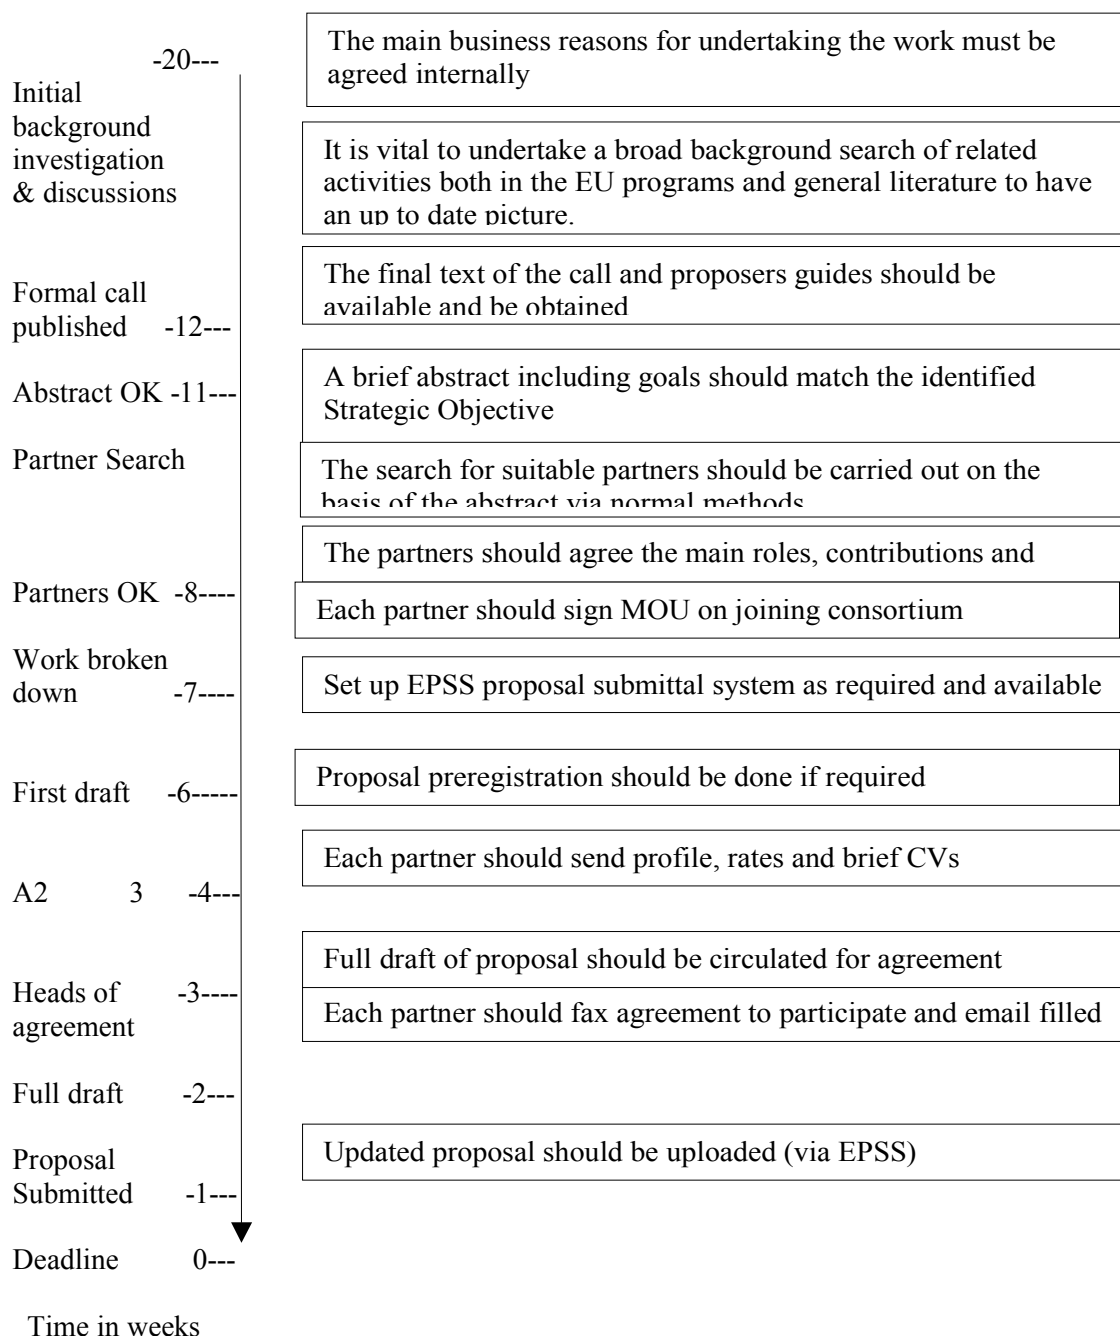 -20---
The main business reasons for undertaking the work must be
agreed internally
Initial
background
investigation
& discussions
It is vital to undertake a broad background search of related
activities both in the EU programs and general literature to have
an up to date picture.
Formal call
published -12---
The final text of the call and proposers guides should be
available and be obtained
Abstract OK -11---
A brief abstract including goals should match the identified
Strategic Objective
Partner Search
The search for suitable partners should be carried out on the
basis of the abstract via normal methods
The partners should agree the main roles, contributions and
Partners OK -8----
Each partner should sign MOU on joining consortium
Work broken
down -7----
Set up EPSS proposal submittal system as required and available
First draft -6-----
Proposal preregistration should be done if required
Each partner should send profile, rates and brief CVs
A2 3 -4---
Full draft of proposal should be circulated for agreement
Heads of -3----
agreement
Each partner should fax agreement to participate and email filled
Full draft -2---
Updated proposal should be uploaded (via EPSS)
Proposal
Submitted -1---
Deadline 0---
Time in weeks